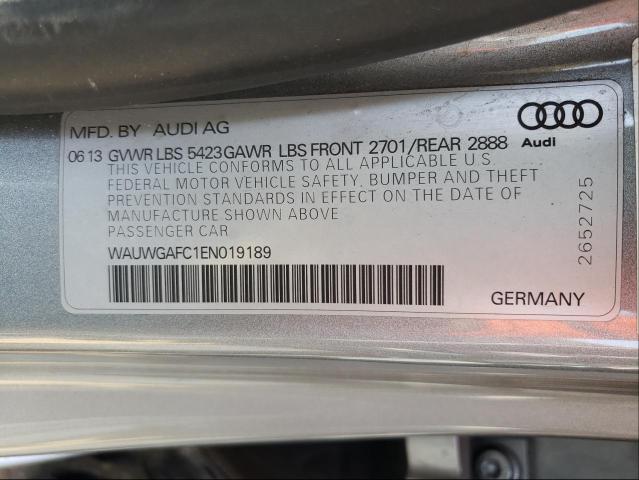 MFD. BY AUDI AG
Audi
06 13 GVWR LBS 5423 GAWR LBS FRONT 2701/REAR 2888
THIS VEHICLE CONFORMS TO ALL APPLICABLE U.S
FEDERAL MOTOR VEHICLE SAFETY, BUMPER AND THEFT
PREVENTION STANDARDS IN EFFECT ON THE DATE OF
MANUFACTURE SHOWN ABOVE
PASSENGER CAR
WAUWGAFC1EN019189
2652725
GERMANY